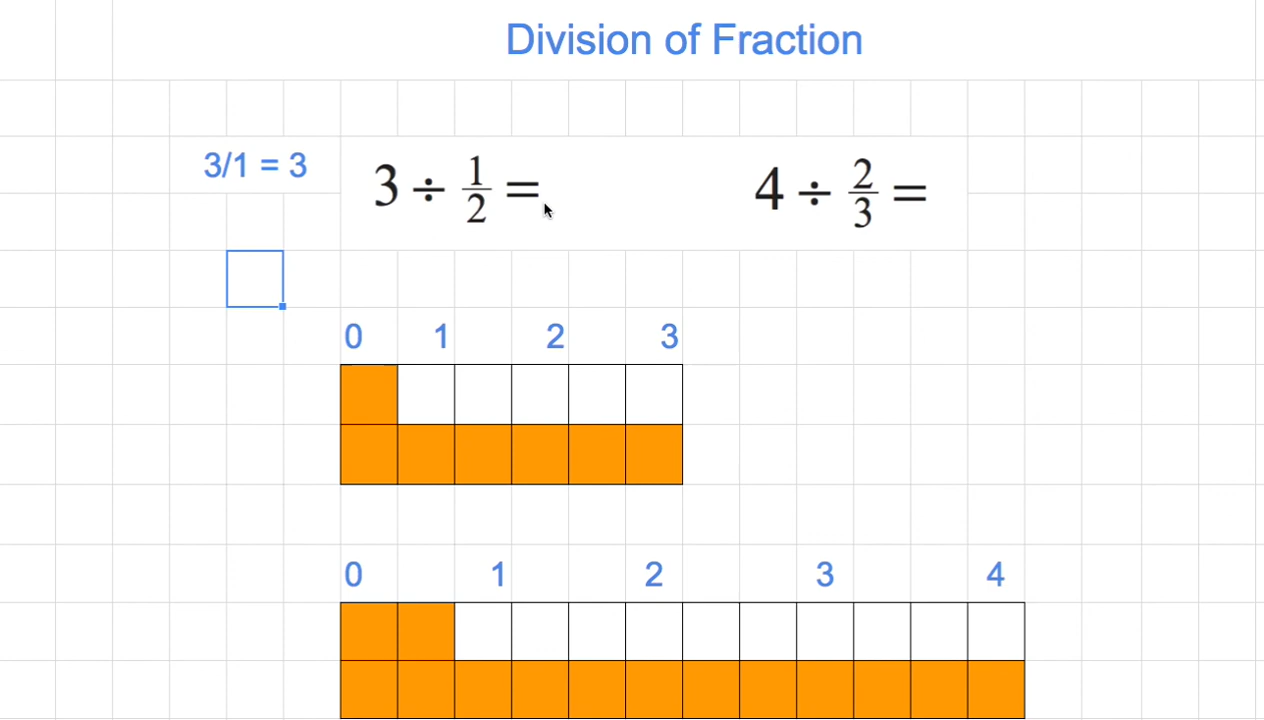 Division of Fraction
3/1 = 3
3 ÷ 1/2 =
4 ÷ 2/3 =
0 1 2 3
0 1 2 3 4